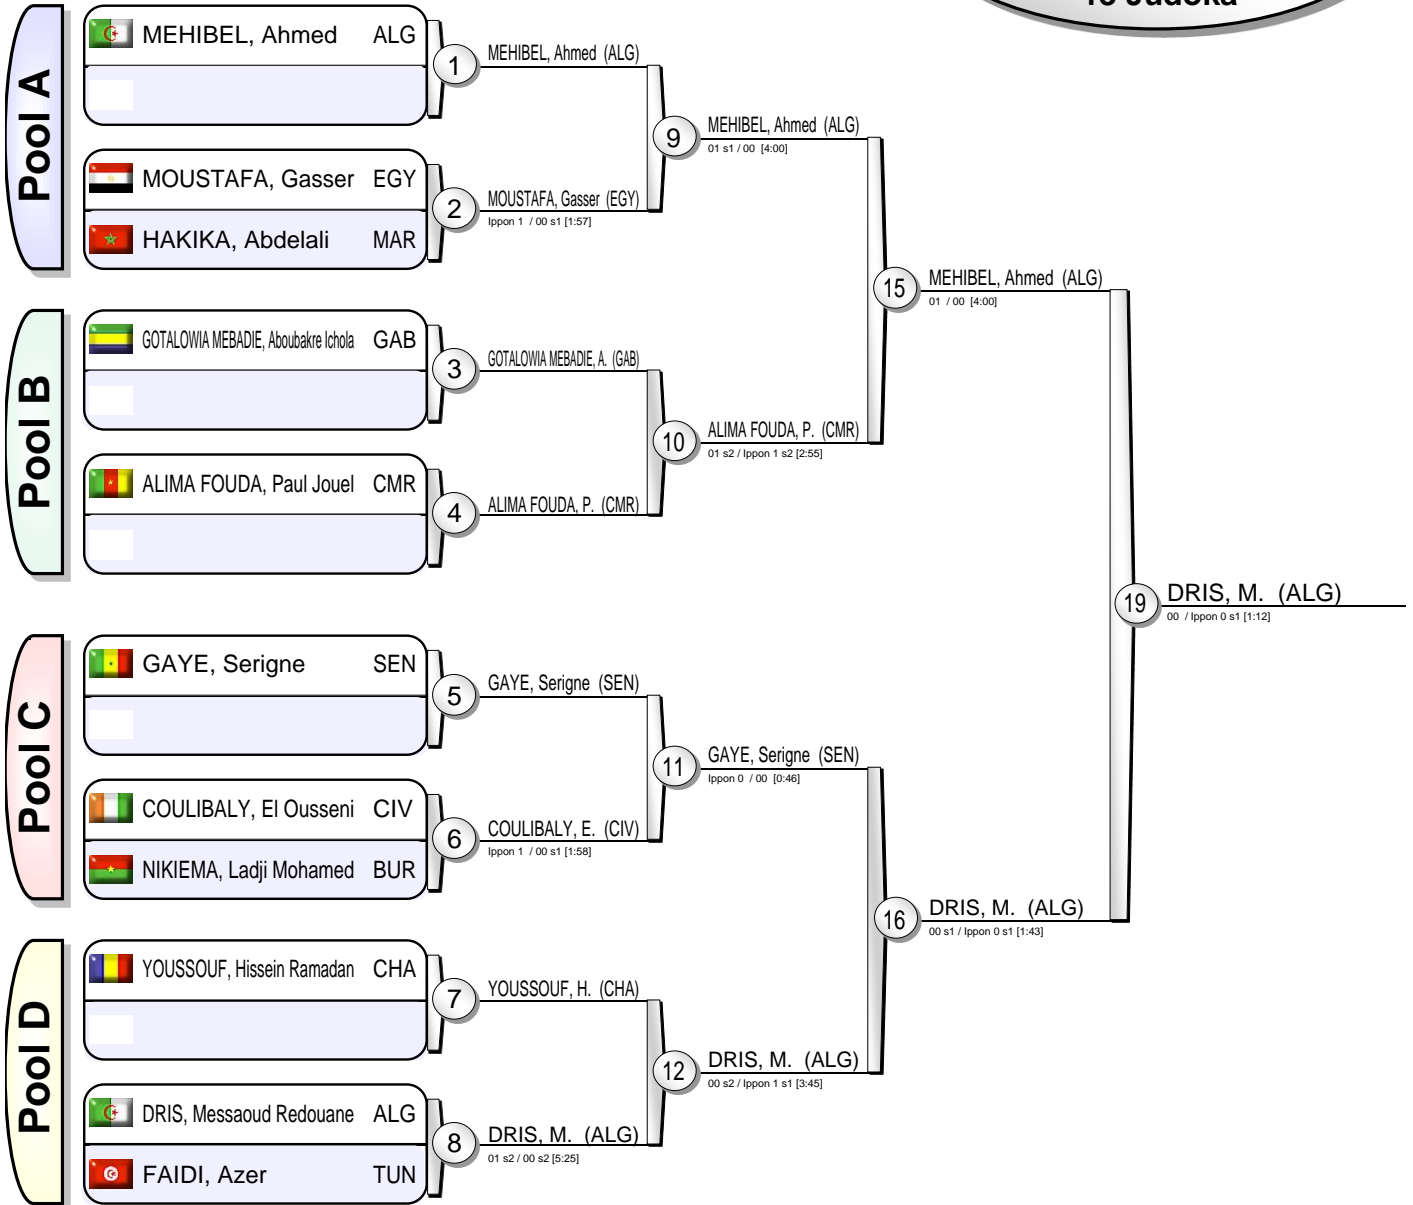 Pool A
MEHIBEL, Ahmed ALG
MOUSTAFA, Gasser EGY
HAKIKA, Abdelali MAR
Pool B
GOTALOWIA MEBADIE, Aboubakre Ichola GAB
ALIMA FOUDA, Paul Jouel CMR
Pool C
GAYE, Serigne SEN
COULIBALY, El Ousseni CIV
NIKIEMA, Ladji Mohamed BUR
Pool D
YOUSSOUF, Hissein Ramadan CHA
DRIS, Messaoud Redouane ALG
FAIDI, Azer TUN
1
MEHIBEL, Ahmed (ALG)
2
MOUSTAFA, Gasser (EGY)
Ippon 1 / 00 s1 [1:57]
3
GOTALOWIA MEBADIE, A. (GAB)
4
ALIMA FOUDA, P. (CMR)
5
GAYE, Serigne (SEN)
6
COULIBALY, E. (CIV)
Ippon 1 / 00 s1 [1:58]
7
YOUSSOUF, H. (CHA)
8
DRIS, M. (ALG)
01 s2 / 00 s2 [5:25]
9
MEHIBEL, Ahmed (ALG)
01 s1 / 00 [4:00]
10
ALIMA FOUDA, P. (CMR)
01 s2 / Ippon 1 s2 [2:55]
11
GAYE, Serigne (SEN)
Ippon 0 / 00 [0:46]
12
DRIS, M. (ALG)
00 s2 / Ippon 1 s1 [3:45]
15
MEHIBEL, Ahmed (ALG)
01 / 00 [4:00]
16
DRIS, M. (ALG)
00 s1 / Ippon 0 s1 [1:43]
19
DRIS, M. (ALG)
00 / Ippon 0 s1 [1:12]